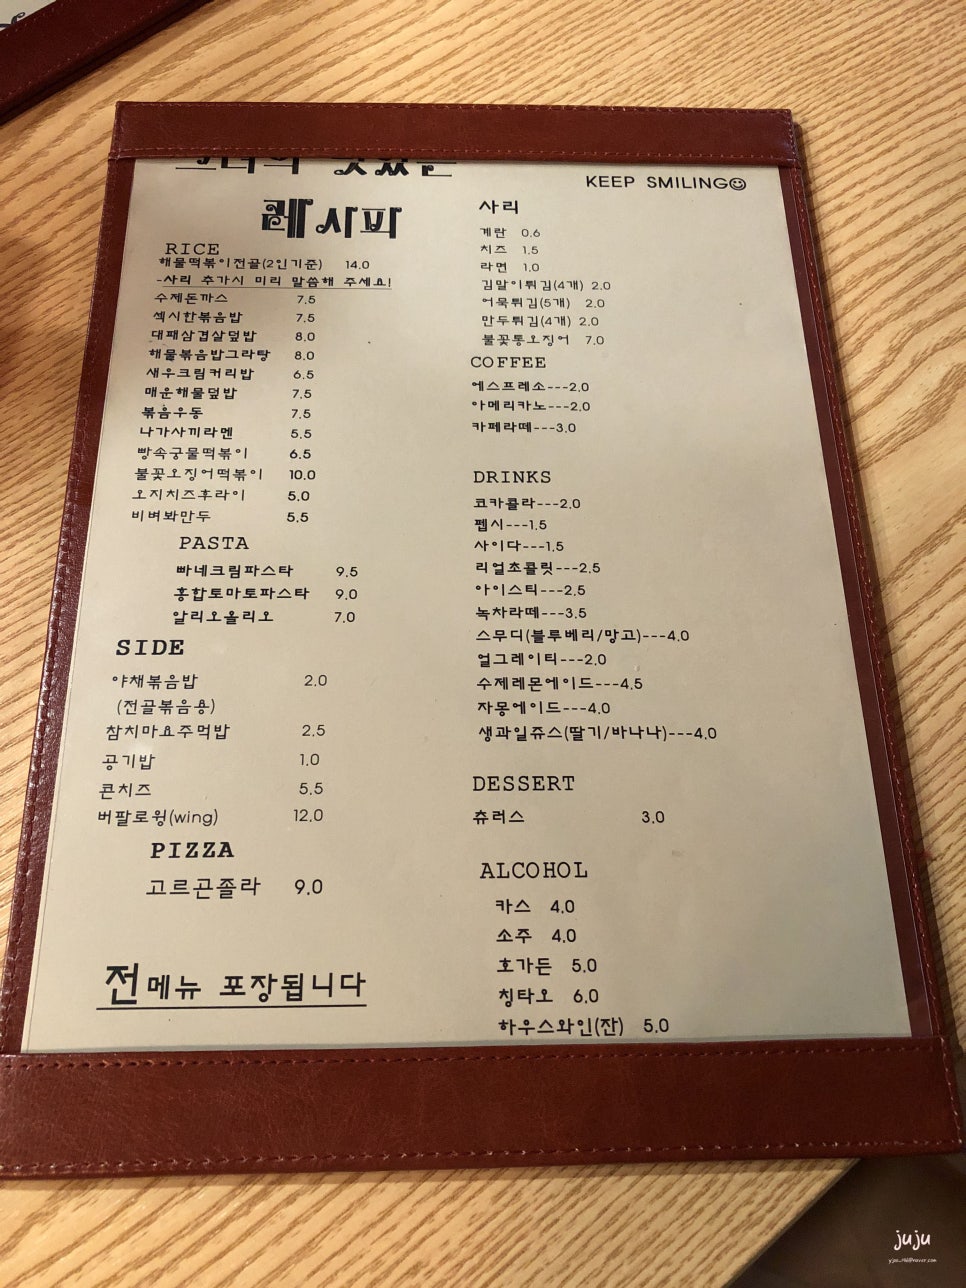 그녀의 맛있는
레시피
RICE
해물떡볶이전골(2인기준) 14.0
-사리 추가시 미리 말씀해 주세요!
수제돈까스 7.5
섹시한볶음밥 7.5
대패삼겹살덮밥 8.0
해물볶음밥그라탕 8.0
새우크림커리밥 6.5
매운해물덮밥 7.5
볶음우동 7.5
나가사끼라멘 5.5
빵속궁물떡볶이 6.5
불꽃오징어떡볶이 10.0
오지치즈후라이 5.0
비벼봐만두 5.5
PASTA
빠네크림파스타 9.5
홍합토마토파스타 9.0
알리오올리오 7.0
SIDE
야채볶음밥 2.0
(전골볶음용)
참치마요주먹밥 2.5
공기밥 1.0
콘치즈 5.5
버팔로윙(wing) 12.0
PIZZA
고르곤졸라 9.0
전메뉴 포장됩니다
KEEP SMILING☺
사리
계란 0.6
치즈 1.5
라면 1.0
김말이튀김(4개) 2.0
어묵튀김(5개) 2.0
만두튀김(4개) 2.0
불꽃통오징어 7.0
COFFEE
에스프레소---2.0
아메리카노---2.0
카페라떼---3.0
DRINKS
코카콜라---2.0
펩시---1.5
사이다---1.5
리얼초콜릿---2.5
아이스티---2.5
녹차라떼---3.5
스무디(블루베리/망고)---4.0
얼그레이티---2.0
수제레몬에이드---4.5
자몽에이드---4.0
생과일쥬스(딸기/바나나)---4.0
DESSERT
츄러스 3.0
ALCOHOL
카스 4.0
소주 4.0
호가든 5.0
칭타오 6.0
하우스와인(잔) 5.0
juju